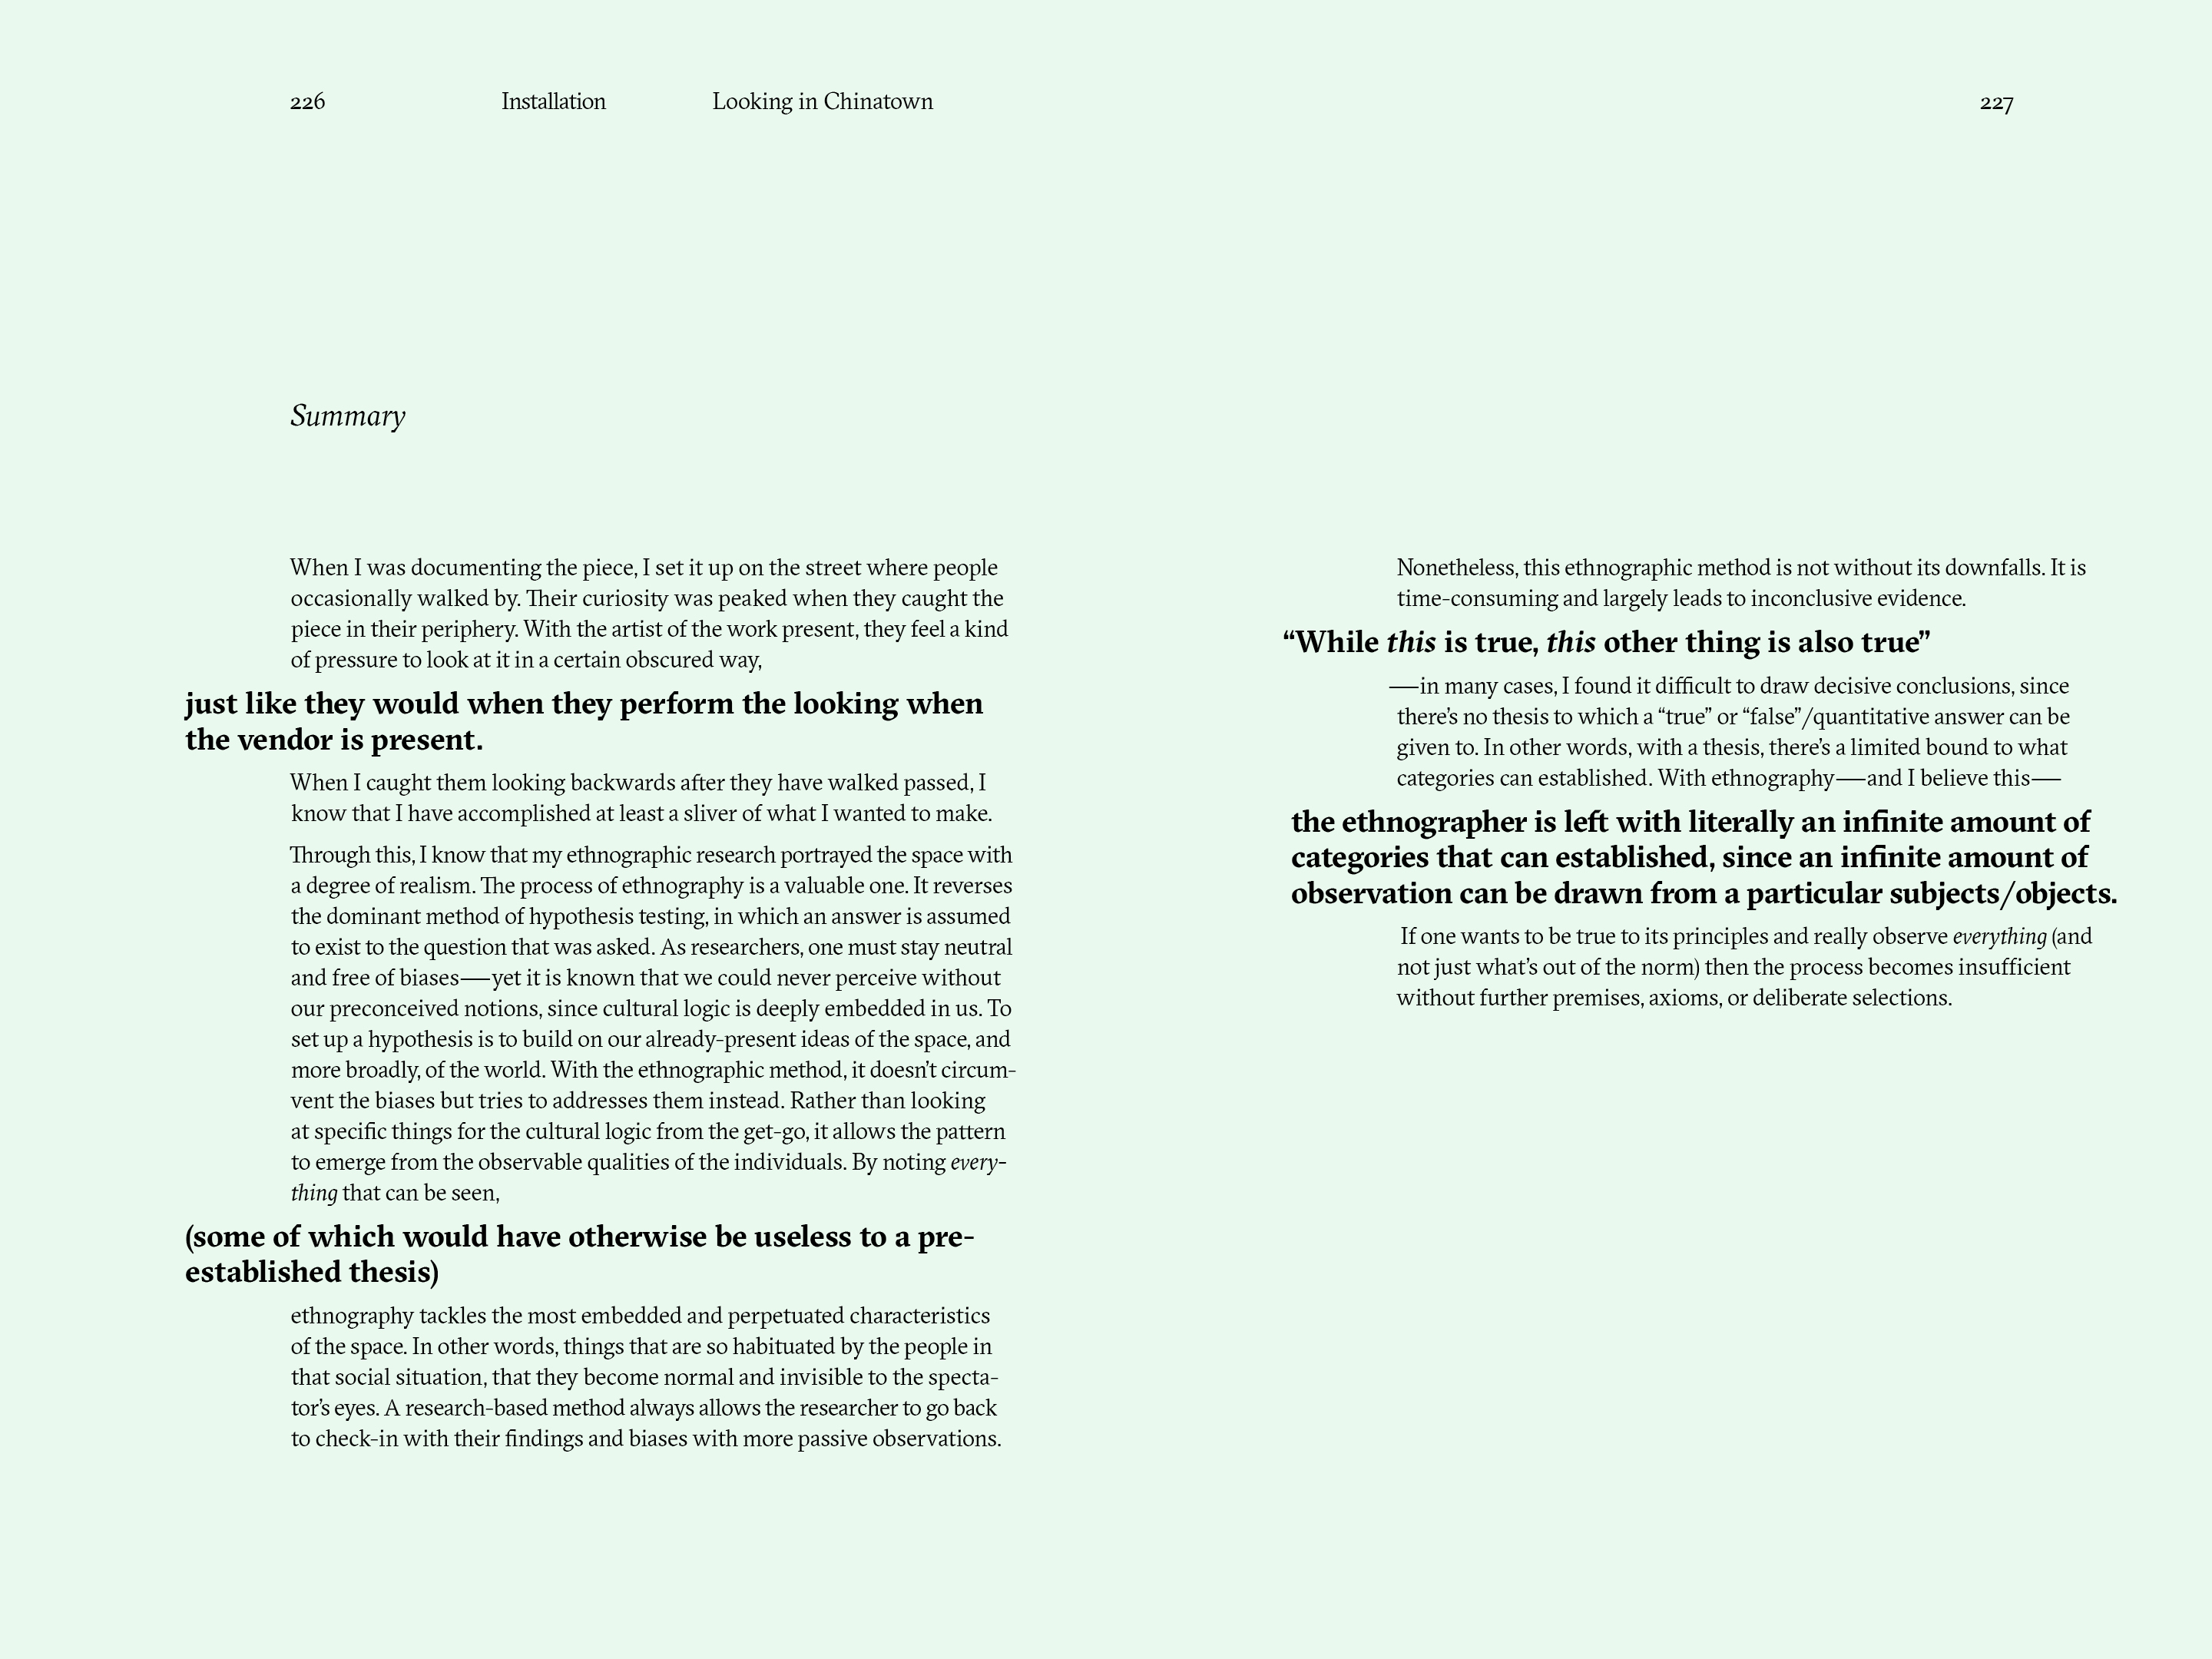 226 Installation Looking in Chinatown
Summary
When I was documenting the piece, I set it up on the street where people
occasionally walked by. Their curiosity was peaked when they caught the
piece in their periphery. With the artist of the work present, they feel a kind
of pressure to look at it in a certain obscured way,
just like they would when they perform the looking when
the vendor is present.
When I caught them looking backwards after they have walked passed, I
know that I have accomplished at least a sliver of what I wanted to make.
Through this, I know that my ethnographic research portrayed the space with
a degree of realism. The process of ethnography is a valuable one. It reverses
the dominant method of hypothesis testing, in which an answer is assumed
to exist to the question that was asked. As researchers, one must stay neutral
and free of biases—yet it is known that we could never perceive without
our preconceived notions, since cultural logic is deeply embedded in us. To
set up a hypothesis is to build on our already-present ideas of the space, and
more broadly, of the world. With the ethnographic method, it doesn’t circum-
vent the biases but tries to addresses them instead. Rather than looking
at specific things for the cultural logic from the get-go, it allows the pattern
to emerge from the observable qualities of the individuals. By noting every-
thing that can be seen,
(some of which would have otherwise be useless to a pre-
established thesis)
ethnography tackles the most embedded and perpetuated characteristics
of the space. In other words, things that are so habituated by the people in
that social situation, that they become normal and invisible to the specta-
tor’s eyes. A research-based method always allows the researcher to go back
to check-in with their findings and biases with more passive observations.
227
Nonetheless, this ethnographic method is not without its downfalls. It is
time-consuming and largely leads to inconclusive evidence.
“While this is true, this other thing is also true”
—in many cases, I found it difficult to draw decisive conclusions, since
there’s no thesis to which a “true” or “false”/quantitative answer can be
given to. In other words, with a thesis, there’s a limited bound to what
categories can established. With ethnography—and I believe this—
the ethnographer is left with literally an infinite amount of
categories that can established, since an infinite amount of
observation can be drawn from a particular subjects/objects.
If one wants to be true to its principles and really observe everything (and
not just what’s out of the norm) then the process becomes insufficient
without further premises, axioms, or deliberate selections.